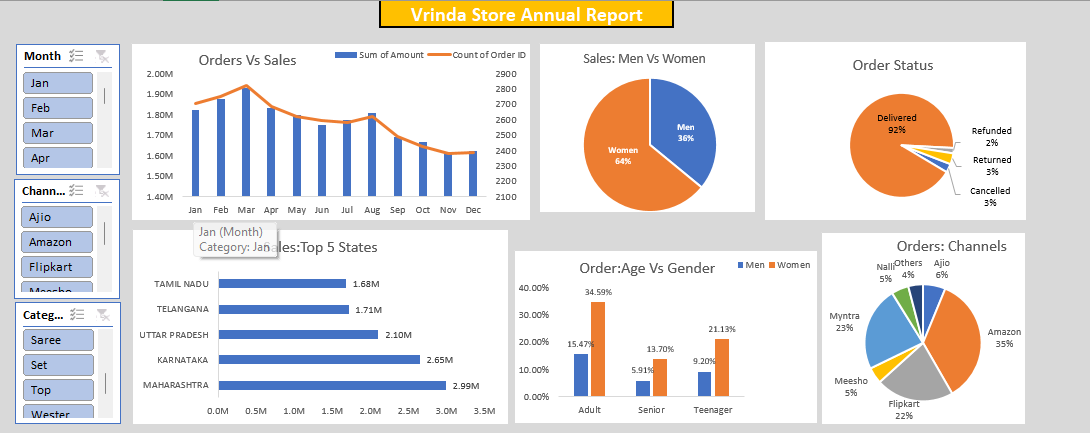 Vrinda Store Annual Report
Month
Jan
Feb
Mar
Apr
Chann...
Ajio
Amazon
Flipkart
Meesho
Categ...
Saree
Set
Top
Wester
Orders Vs Sales
Sum of Amount
Count of Order ID
2.00M
1.90M
1.80M
1.70M
1.60M
1.50M
1.40M
2900
2800
2700
2600
2500
2400
2300
2200
2100
Jan Feb Mar Apr May Jun Jul Aug Sep Oct Nov Dec
Jan (Month)
Category: Jan
Sales: Men Vs Women
Men
36%
Women
64%
Order Status
Delivered
92%
Refunded
2%
Returned
3%
Cancelled
3%
Sales:Top 5 States
TAMIL NADU 1.68M
TELANGANA 1.71M
UTTAR PRADESH 2.10M
KARNATAKA 2.65M
MAHARASHTRA 2.99M
0.0M 0.5M 1.0M 1.5M 2.0M 2.5M 3.0M 3.5M
Order:Age Vs Gender
Men Women
40.00%
30.00%
20.00%
10.00%
0.00%
15.47% 34.59%
5.91% 13.70%
9.20% 21.13%
Adult Senior Teenager
Orders: Channels
Nalli
5%
Others
4%
Ajio
6%
Myntra
23%
Amazon
35%
Meesho
5%
Flipkart
22%